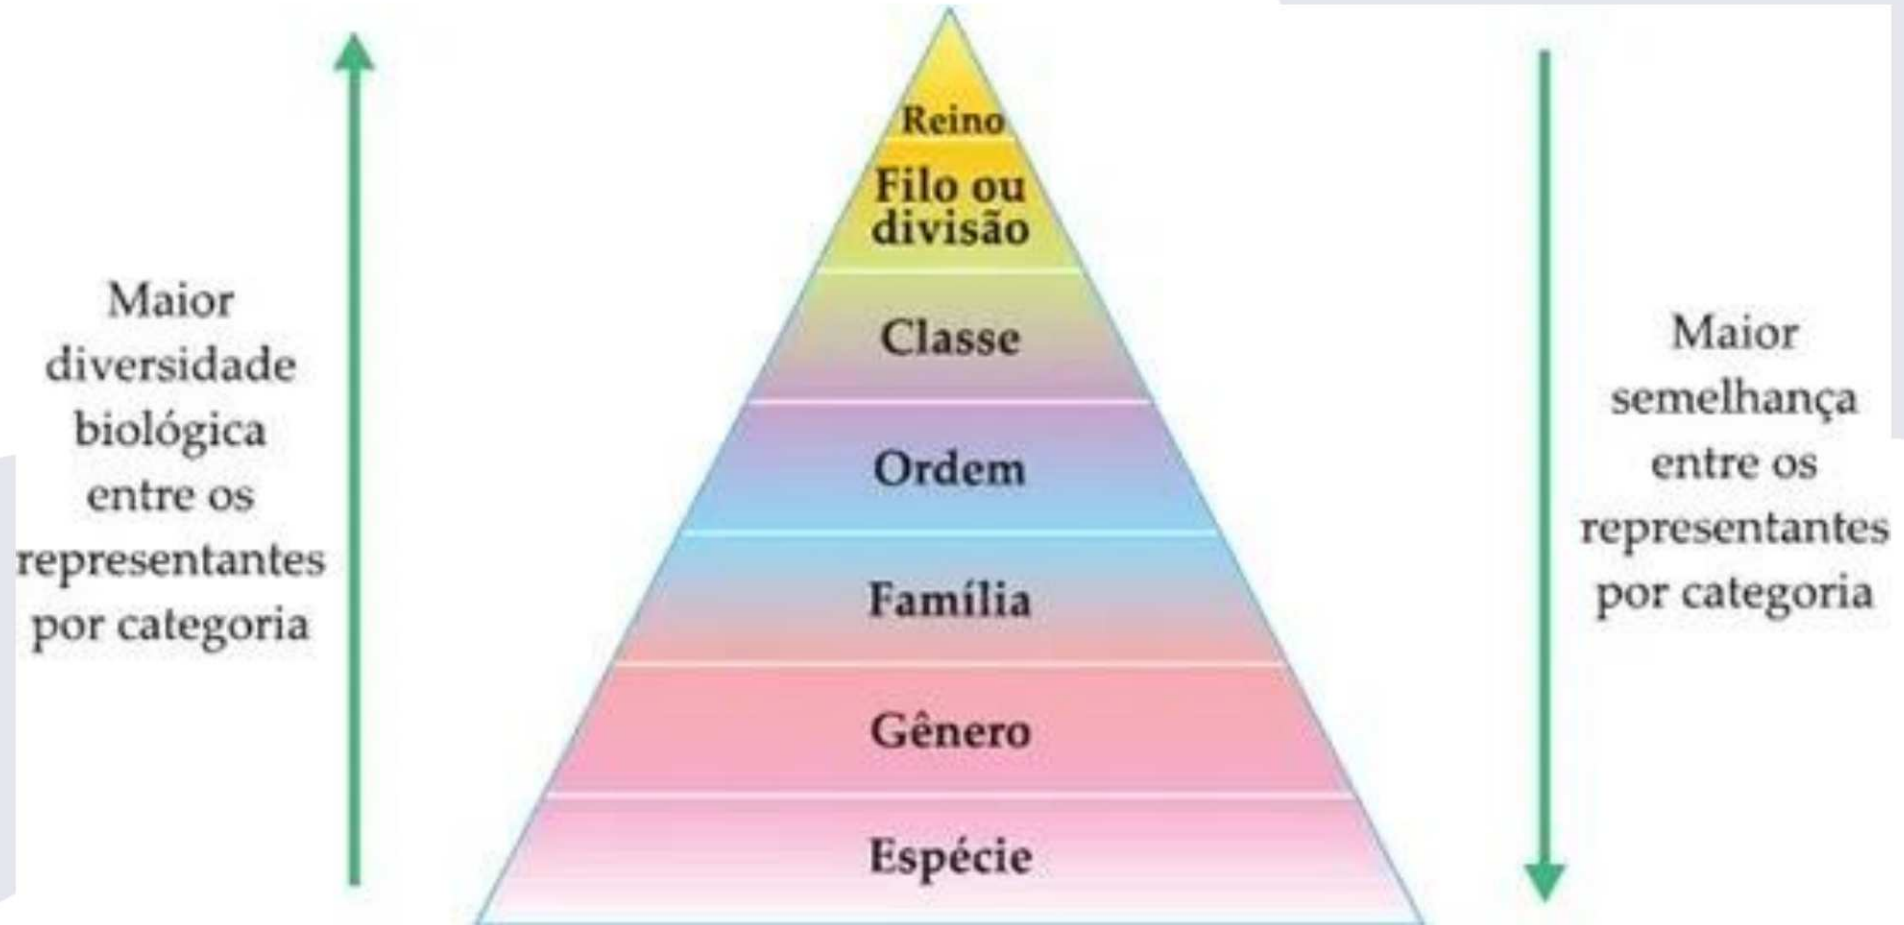 Maior
diversidade
biológica
entre os
representantes
por categoria
Reino
Filo ou
divisão
Classe
Ordem
Família
Gênero
Espécie
Maior
semelhança
entre os
representantes
por categoria